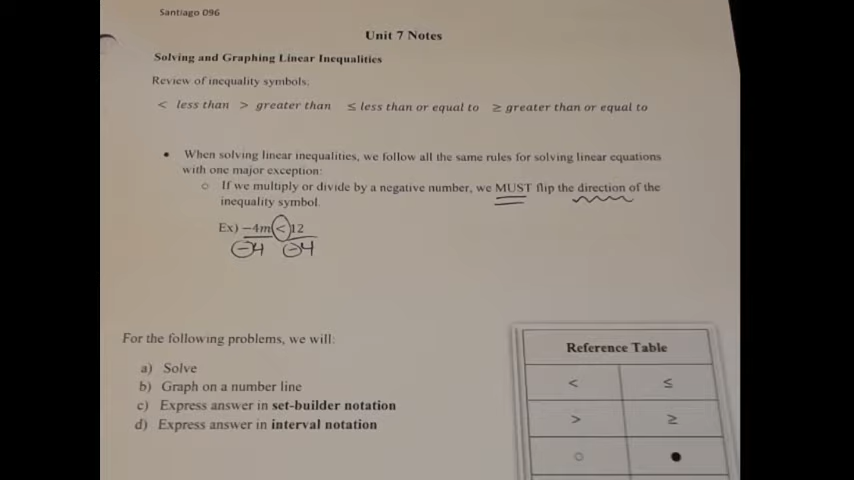 Santiago 096
Unit 7 Notes
Solving and Graphing Linear Inequalities
Review of inequality symbols.
< less than > greater than ≤ less than or equal to ≥ greater than or equal to
• When solving linear inequalities, we follow all the same rules for solving linear equations
with one major exception:
○ If we multiply or divide by a negative number, we MUST flip the direction of the
inequality symbol.
Ex) −4m < 12
−4 −4
For the following problems, we will:
a) Solve
b) Graph on a number line
c) Express answer in set-builder notation
d) Express answer in interval notation
Reference Table
< ≤
> ≥
○ ●